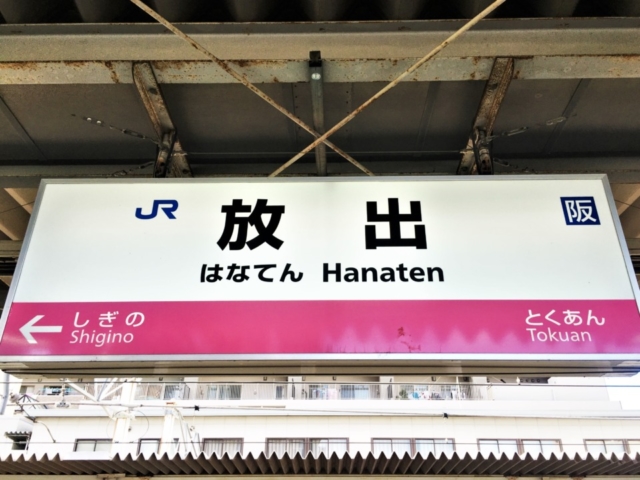 JR 放出 阪
はなてん Hanaten
← しぎの とくあん
Shigino Tokuan